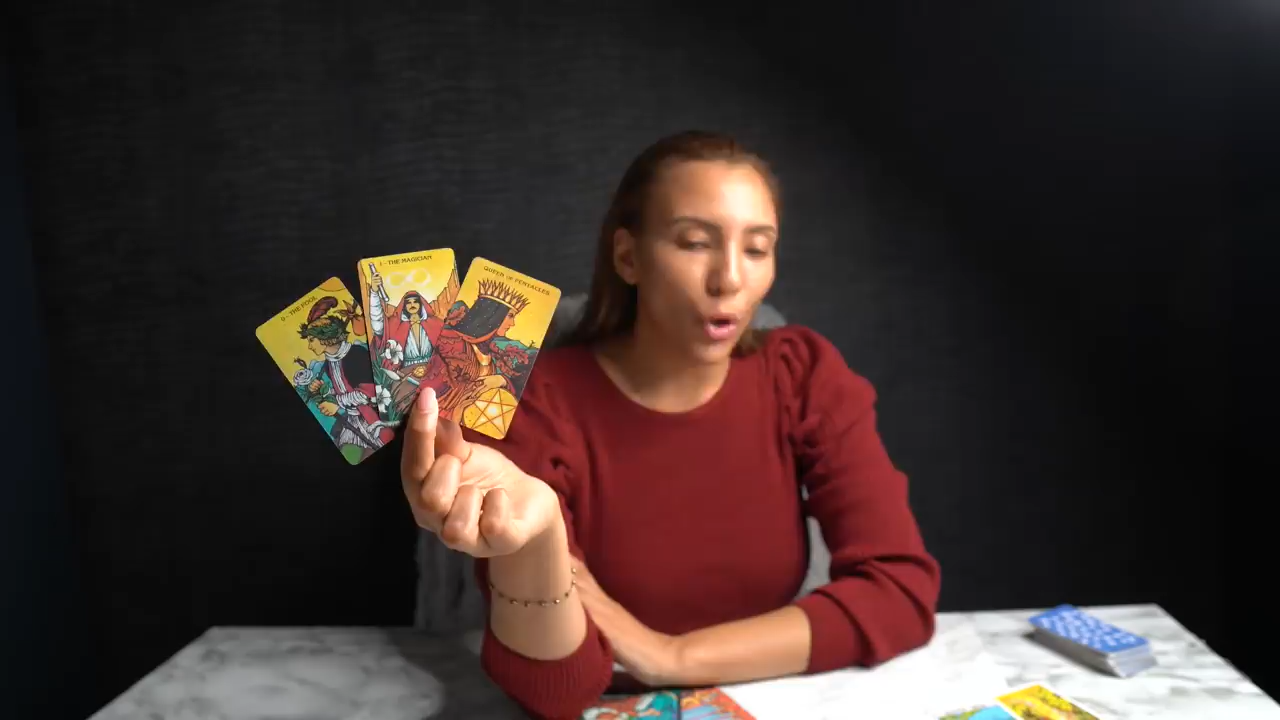 0 - THE FOOL
I - THE MAGICIAN
QUEEN OF PENTACLES